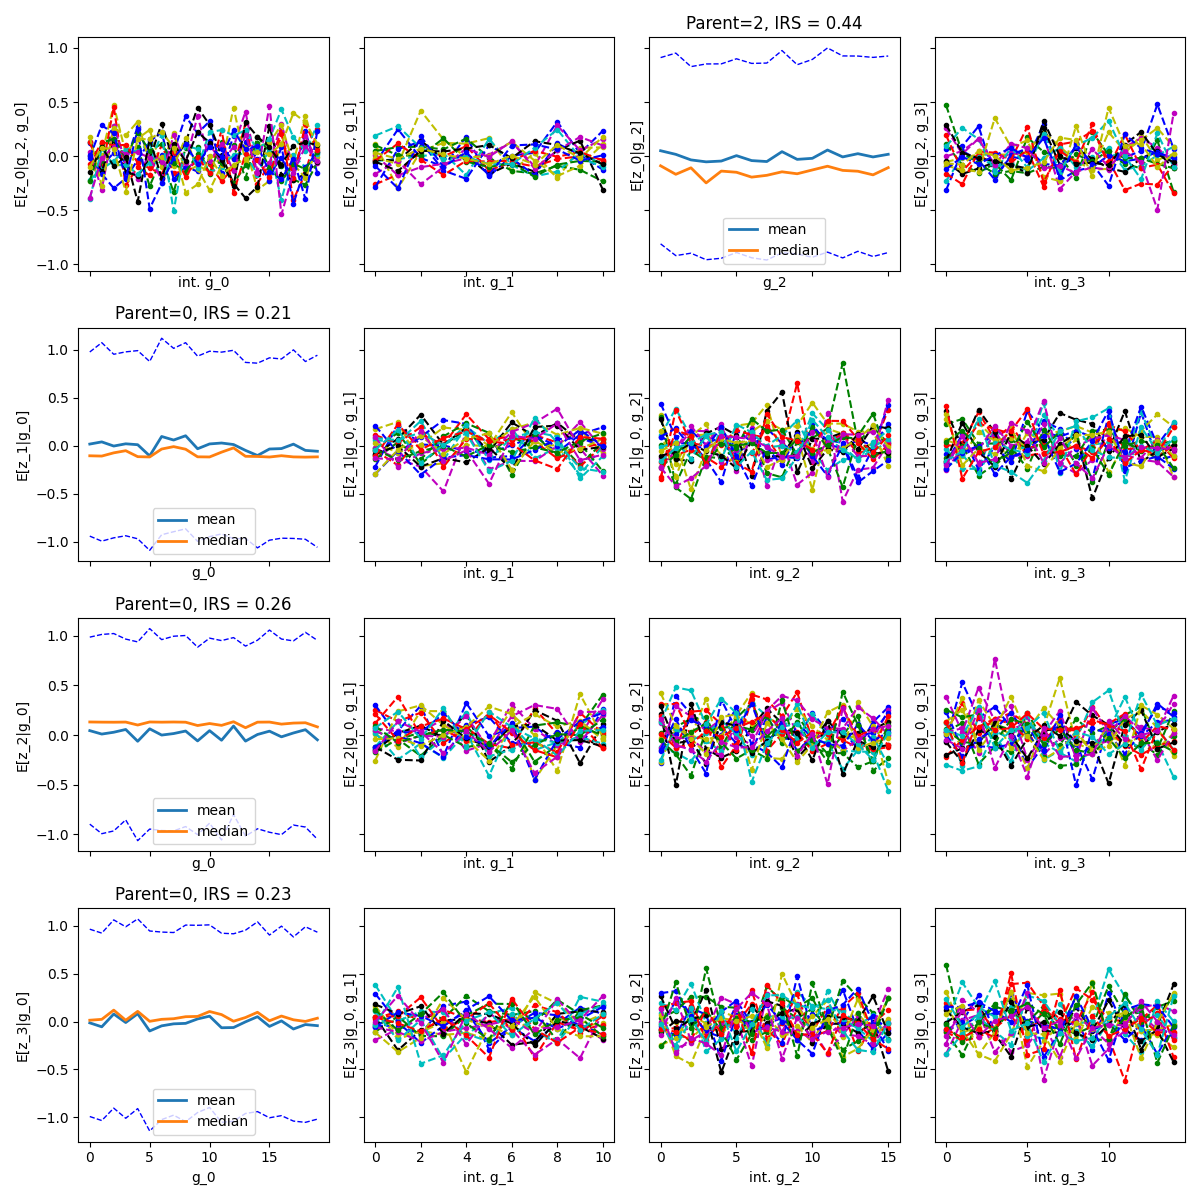 Parent=2, IRS = 0.44
E[z_0|g_2, g_0]
1.0
0.5
0.0
−0.5
−1.0
int. g_0
E[z_0|g_2, g_1]
int. g_1
E[z_0|g_2]
mean
median
g_2
E[z_0|g_2, g_3]
int. g_3
Parent=0, IRS = 0.21
E[z_1|g_0]
1.0
0.5
0.0
−0.5
−1.0
mean
median
g_0
E[z_1|g_0, g_1]
int. g_1
E[z_1|g_0, g_2]
int. g_2
E[z_1|g_0, g_3]
int. g_3
Parent=0, IRS = 0.26
E[z_2|g_0]
1.0
0.5
0.0
−0.5
−1.0
mean
median
g_0
E[z_2|g_0, g_1]
int. g_1
E[z_2|g_0, g_2]
int. g_2
E[z_2|g_0, g_3]
int. g_3
Parent=0, IRS = 0.23
E[z_3|g_0]
1.0
0.5
0.0
−0.5
−1.0
mean
median
0 5 10 15
g_0
E[z_3|g_0, g_1]
0 2 4 6 8 10
int. g_1
E[z_3|g_0, g_2]
0 5 10 15
int. g_2
E[z_3|g_0, g_3]
0 5 10
int. g_3